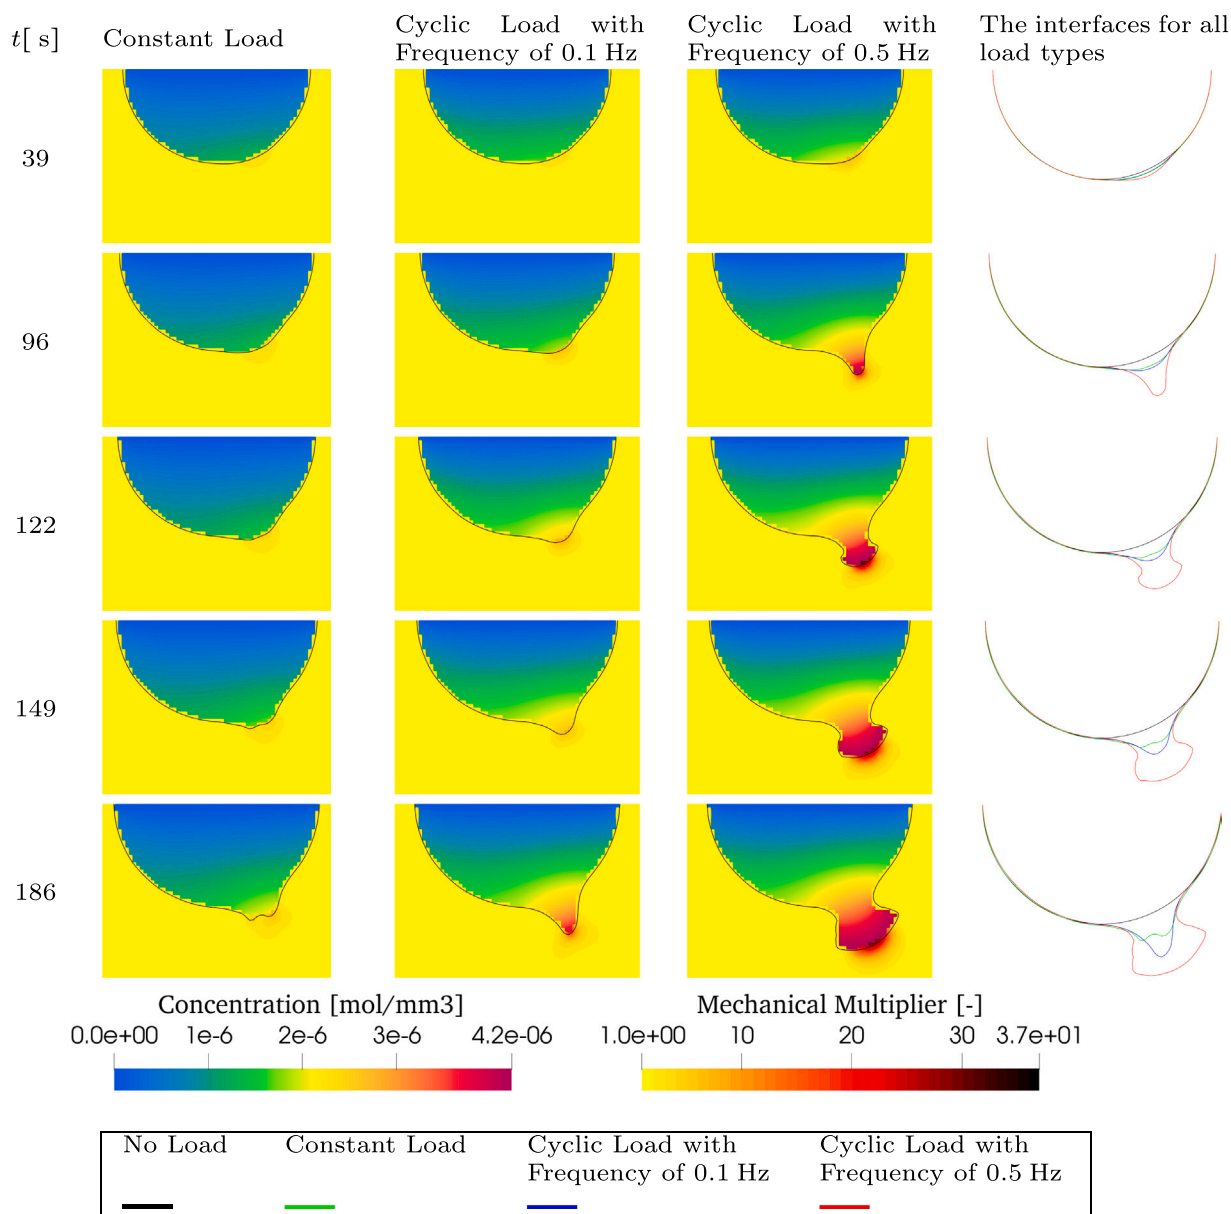 t[ s]
Constant Load
Cyclic Load with
Frequency of 0.1 Hz
Cyclic Load with
Frequency of 0.5 Hz
The interfaces for all
load types
39
96
122
149
186
Concentration [mol/mm3]
0.0e+00 1e-6 2e-6 3e-6 4.2e-06
Mechanical Multiplier [-]
1.0e+00 10 20 30 3.7e+01
No Load
Constant Load
Cyclic Load with
Frequency of 0.1 Hz
Cyclic Load with
Frequency of 0.5 Hz